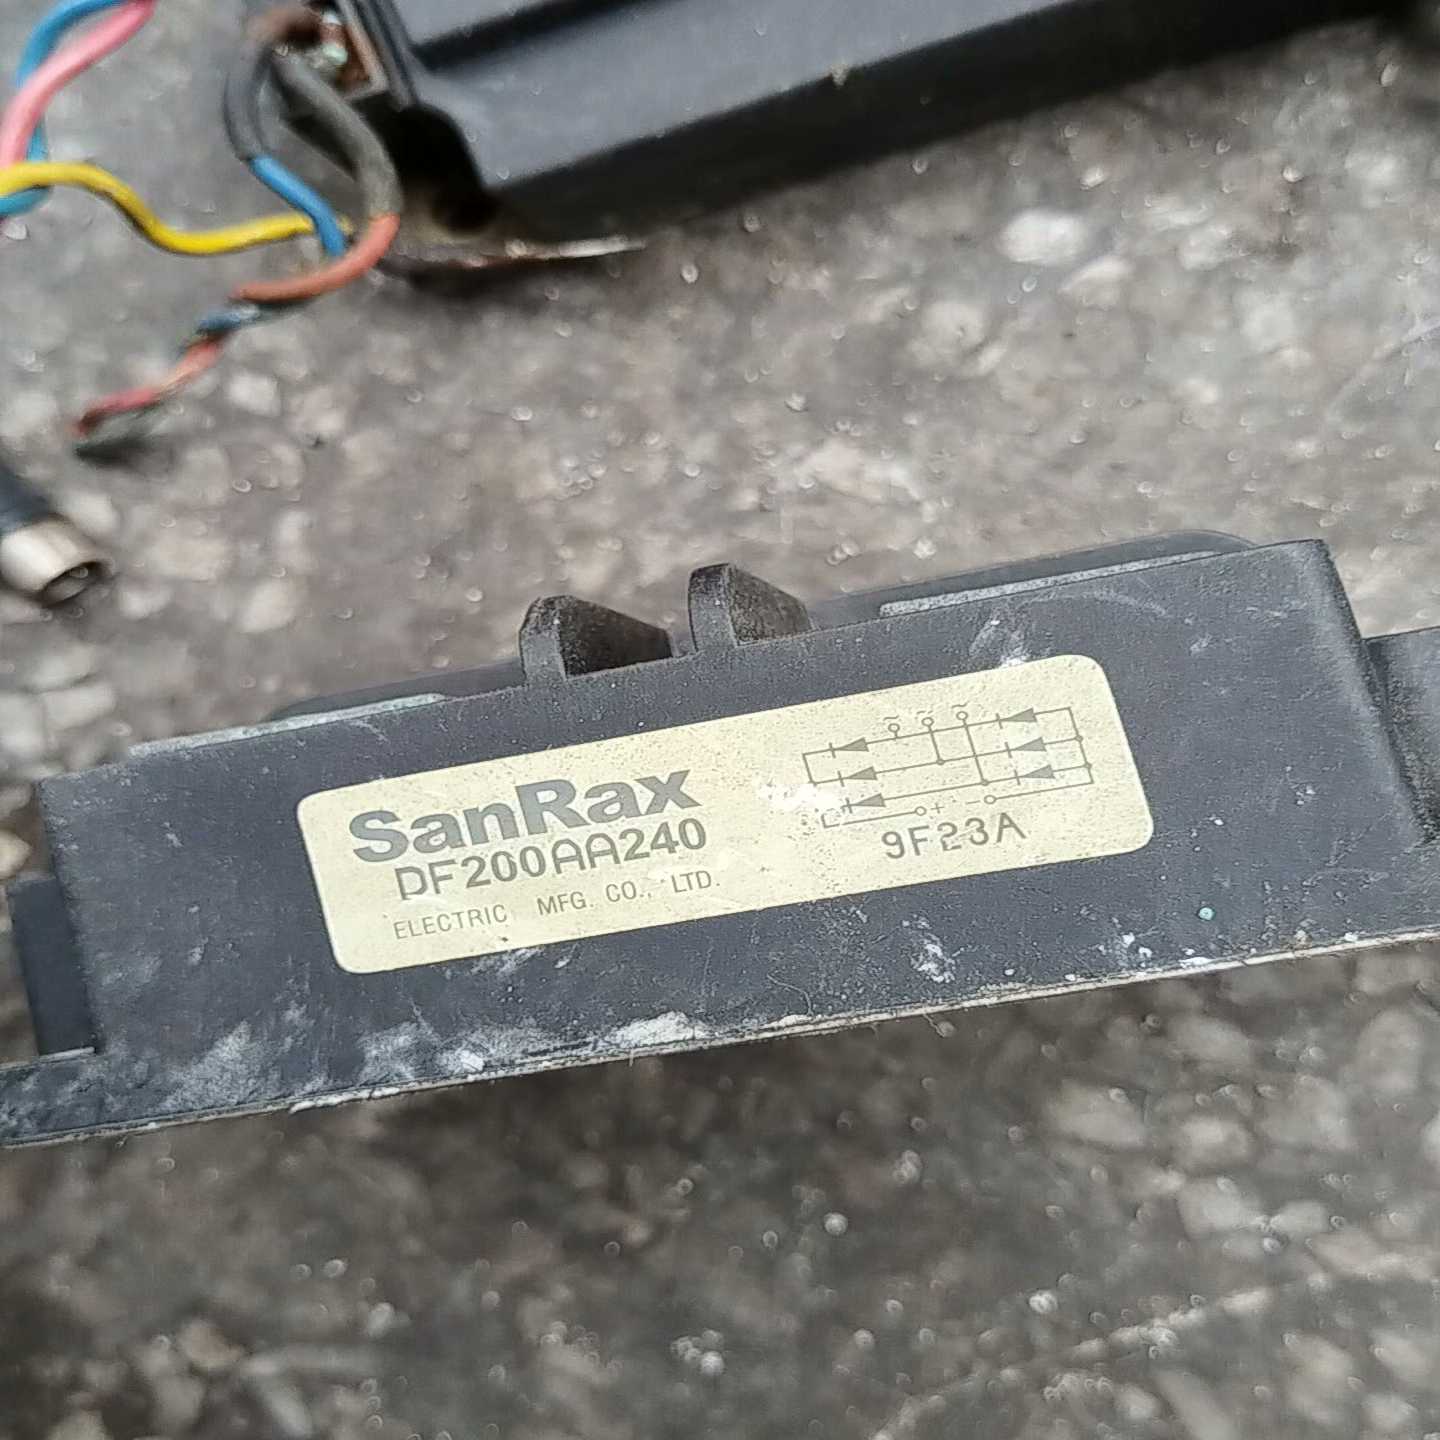 SanRax
DF200AA240
ELECTRIC MFG. CO., LTD.
~ ~ ~
+ -
9F23A